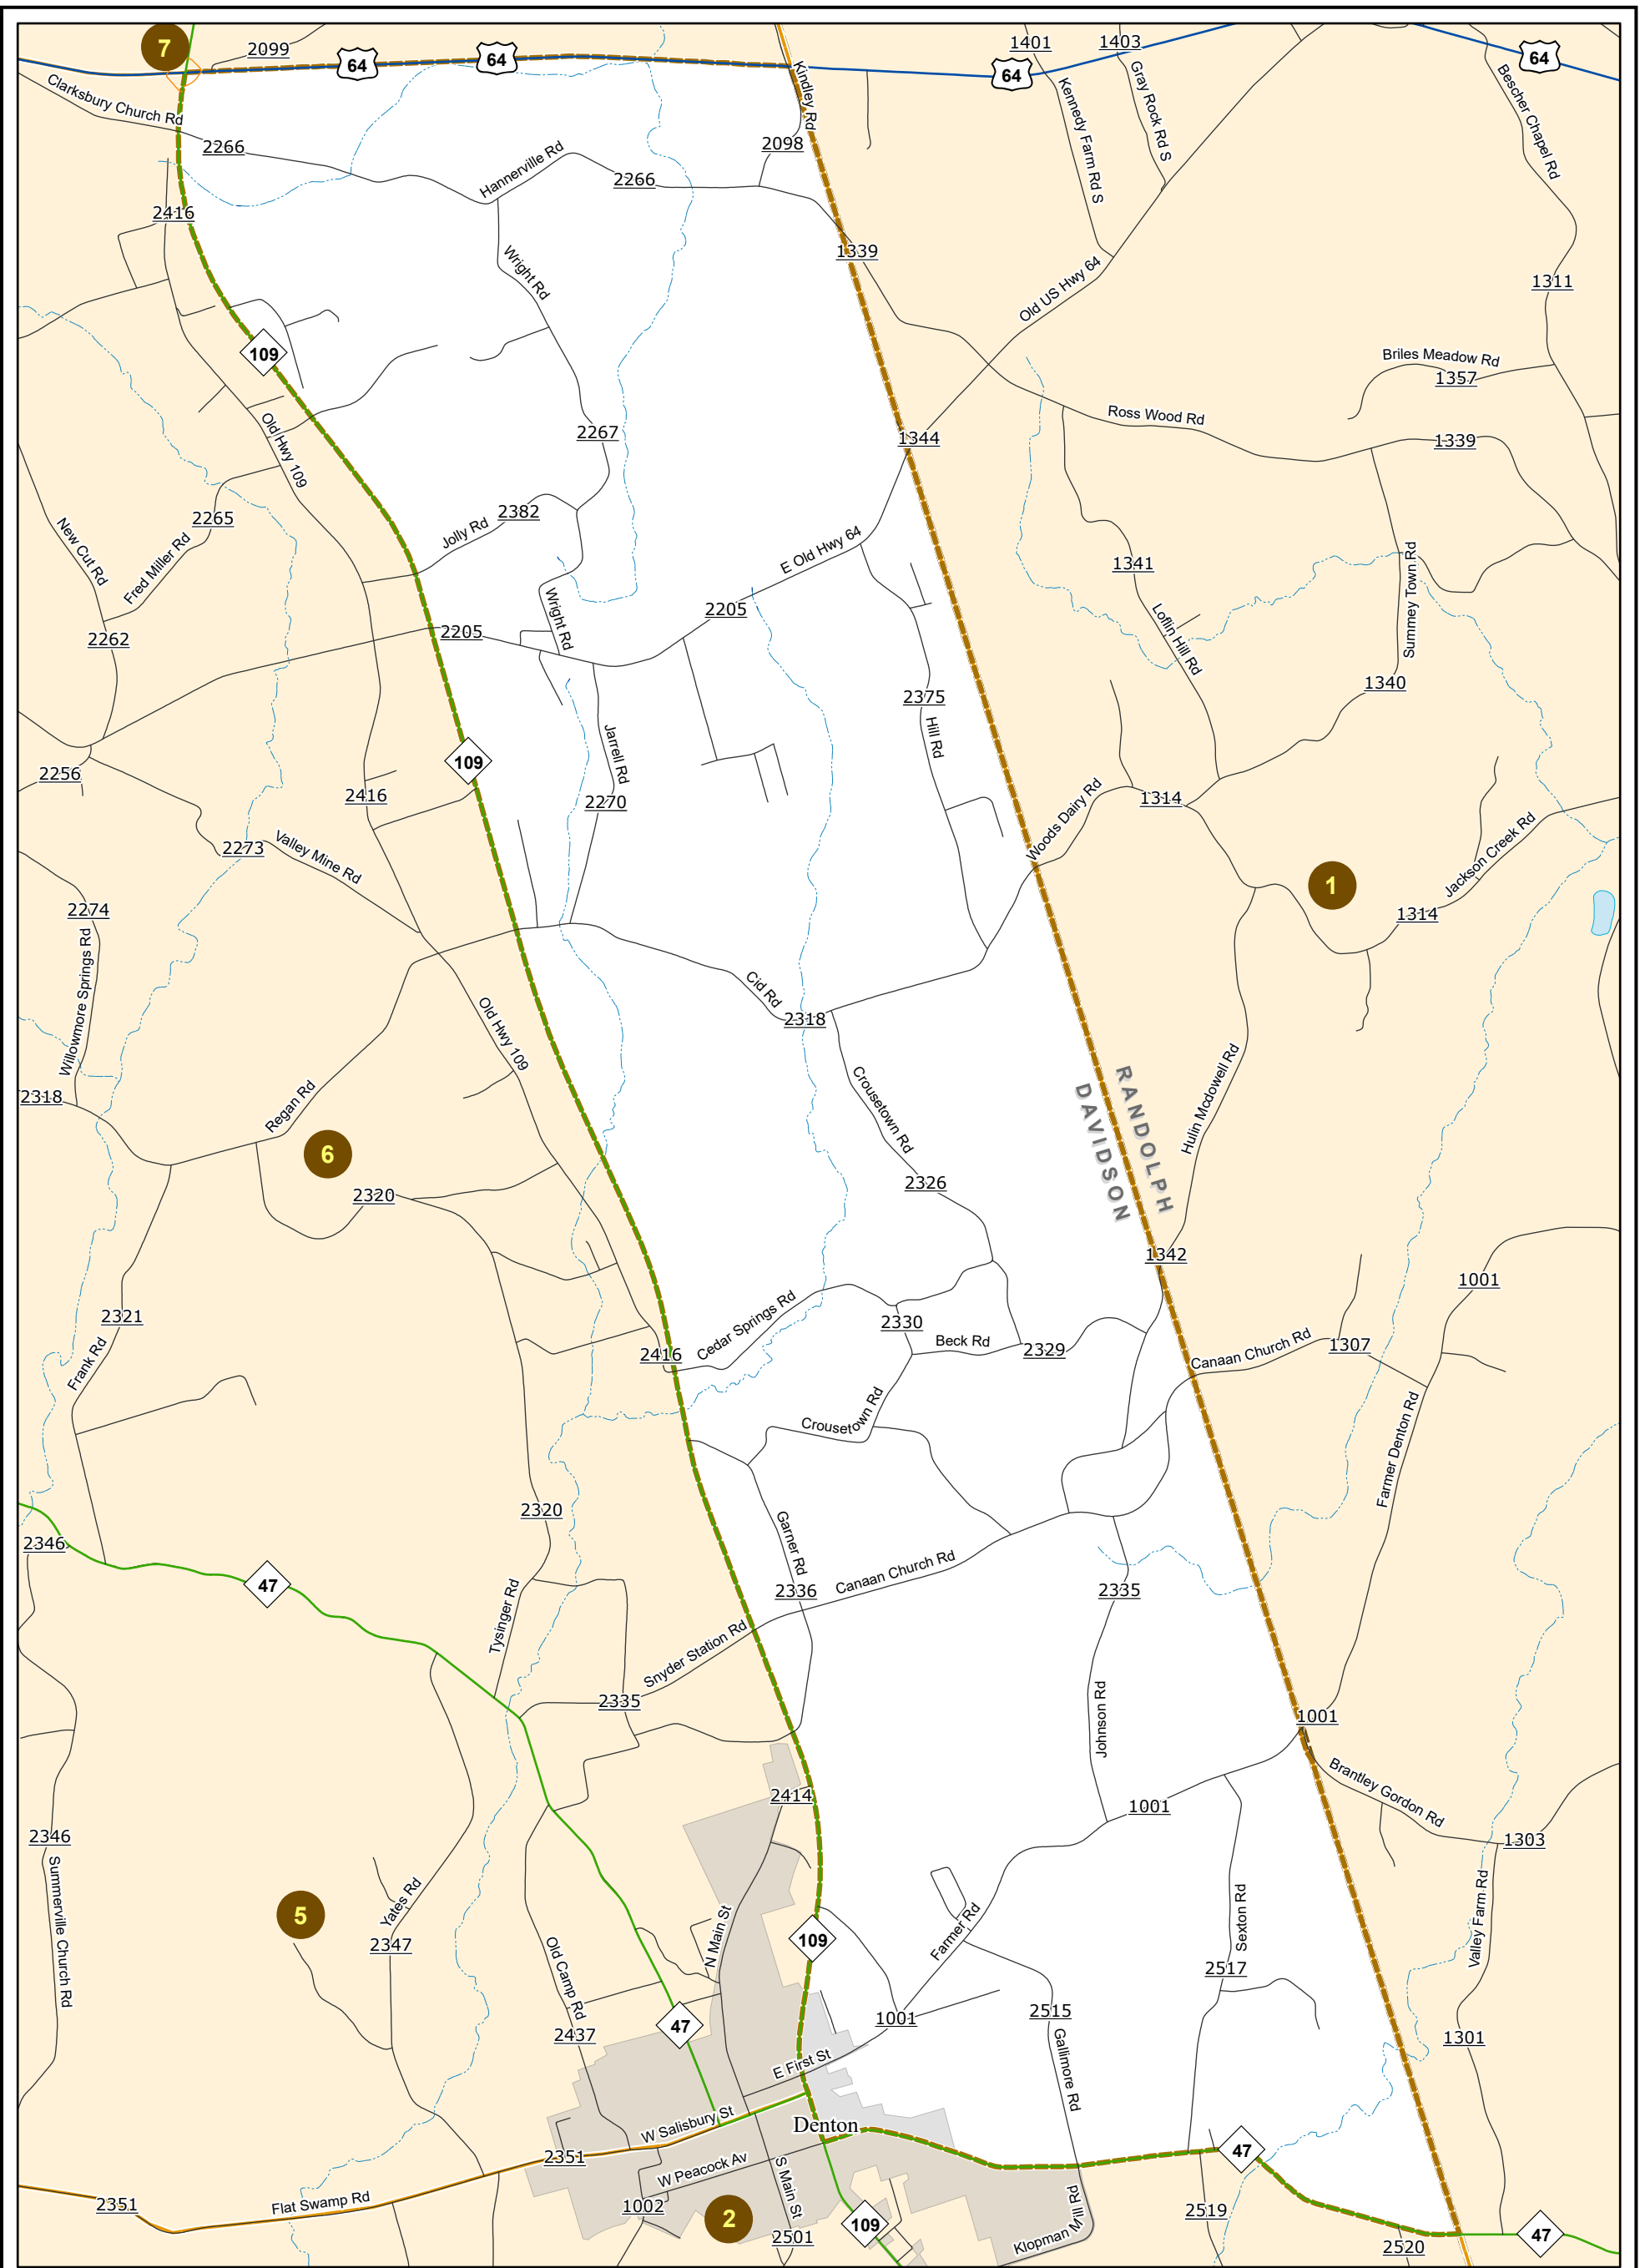 7
2099
64
64
64
1401
1403
64
Clarksbury Church Rd
2266
Hannerville Rd
2266
2098
Kindley Rd
Kennedy Farm Rd S
Gray Rock Rd S
Bescher Chapel Rd
2416
Wright Rd
1339
Old US Hwy 64
1311
109
Briles Meadow Rd
1357
Ross Wood Rd
1339
2267
1344
Old Hwy 109
2382
Jolly Rd
2265
New Cut Rd
Fred Miller Rd
E Old Hwy 64
1341
Summey Town Rd
2262
2205
2205
Wright Rd
Loflin Hill Rd
1340
2375
Hill Rd
109
Jarrell Rd
2256
2416
2270
Woods Dairy Rd
1314
2273
Valley Mine Rd
Jackson Creek Rd
1
1314
2274
Willowmore Springs Rd
Cid Rd
2318
Old Hwy 109
2318
Regan Rd
Crousetown Rd
RANDOLPH
DAVIDSON
Hulin Mcdowell Rd
6
2320
2326
1342
1001
2321
Frank Rd
2416
Cedar Springs Rd
2330
Beck Rd
2329
Canaan Church Rd
1307
Crousetown Rd
Farmer Denton Rd
2320
2346
47
Garner Rd
2336
Canaan Church Rd
2335
Tysinger Rd
Snyder Station Rd
2335
Johnson Rd
1001
2414
1001
Brantley Gordon Rd
1303
2346
Summerville Church Rd
5
Yates Rd
2347
N Main St
109
Farmer Rd
Sexton Rd
Valley Farm Rd
Old Camp Rd
2517
2437
47
1001
2515
1301
E First St
Gallimore Rd
W Salisbury St
Denton
47
2351
W Peacock Av
S Main St
2351
Flat Swamp Rd
1002
2
109
Klopman Mill Rd
2519
2501
2520
47